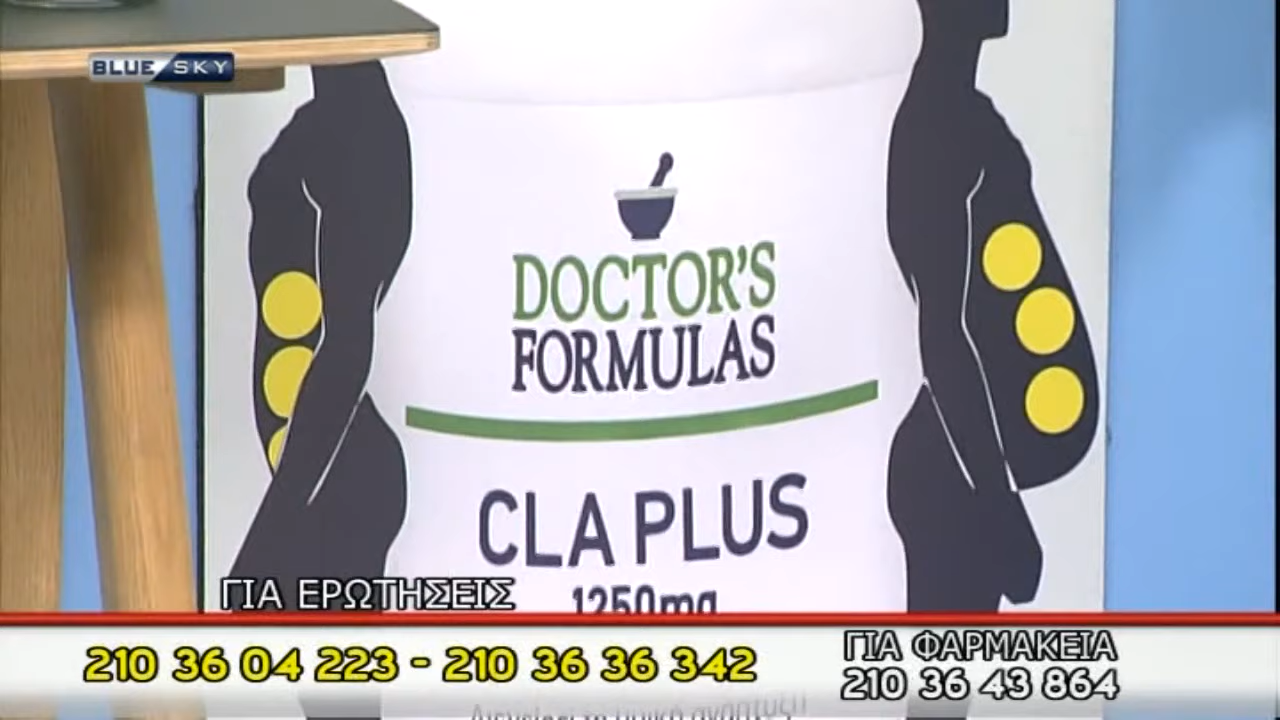 BLUE SKY
DOCTOR'S
FORMULAS
CLA PLUS
1250mg
ΓΙΑ ΕΡΩΤΗΣΕΙΣ
210 36 04 223 - 210 36 36 342
ΓΙΑ ΦΑΡΜΑΚΕΙΑ
210 36 43 864